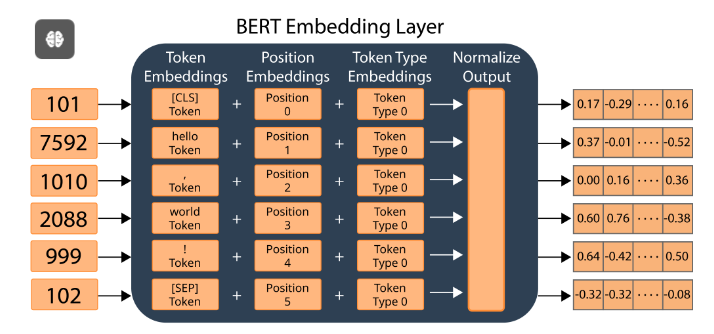 BERT Embedding Layer
Token Embeddings
Position Embeddings
Token Type Embeddings
Normalize Output
101 [CLS] Token + Position 0 + Token Type 0 0.17 -0.29 .... 0.16
7592 hello Token + Position 1 + Token Type 0 0.37 -0.01 .... -0.52
1010 , Token + Position 2 + Token Type 0 0.00 0.16 .... 0.36
2088 world Token + Position 3 + Token Type 0 0.60 0.76 .... -0.38
999 ! Token + Position 4 + Token Type 0 0.64 -0.42 .... 0.50
102 [SEP] Token + Position 5 + Token Type 0 -0.32 -0.32 .... -0.08